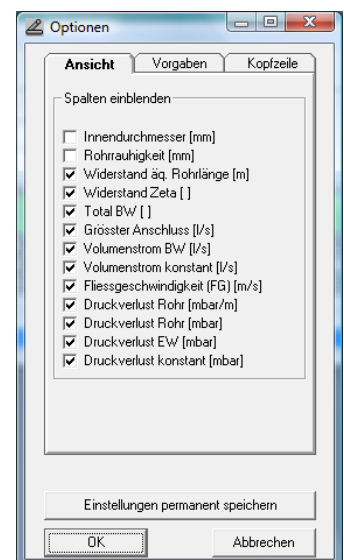 Optionen
Ansicht Vorgaben Kopfzeile
Spalten einblenden
Innendurchmesser [mm]
Rohrrauhigkeit [mm]
Widerstand äq. Rohrlänge [m]
Widerstand Zeta [ ]
Total BW [ ]
Grösster Anschluss [l/s]
Volumenstrom BW [l/s]
Volumenstrom konstant [l/s]
Fliessgeschwindigkeit (FG) [m/s]
Druckverlust Rohr [mbar/m]
Druckverlust Rohr [mbar]
Druckverlust EW [mbar]
Druckverlust konstant [mbar]
Einstellungen permanent speichern
OK Abbrechen